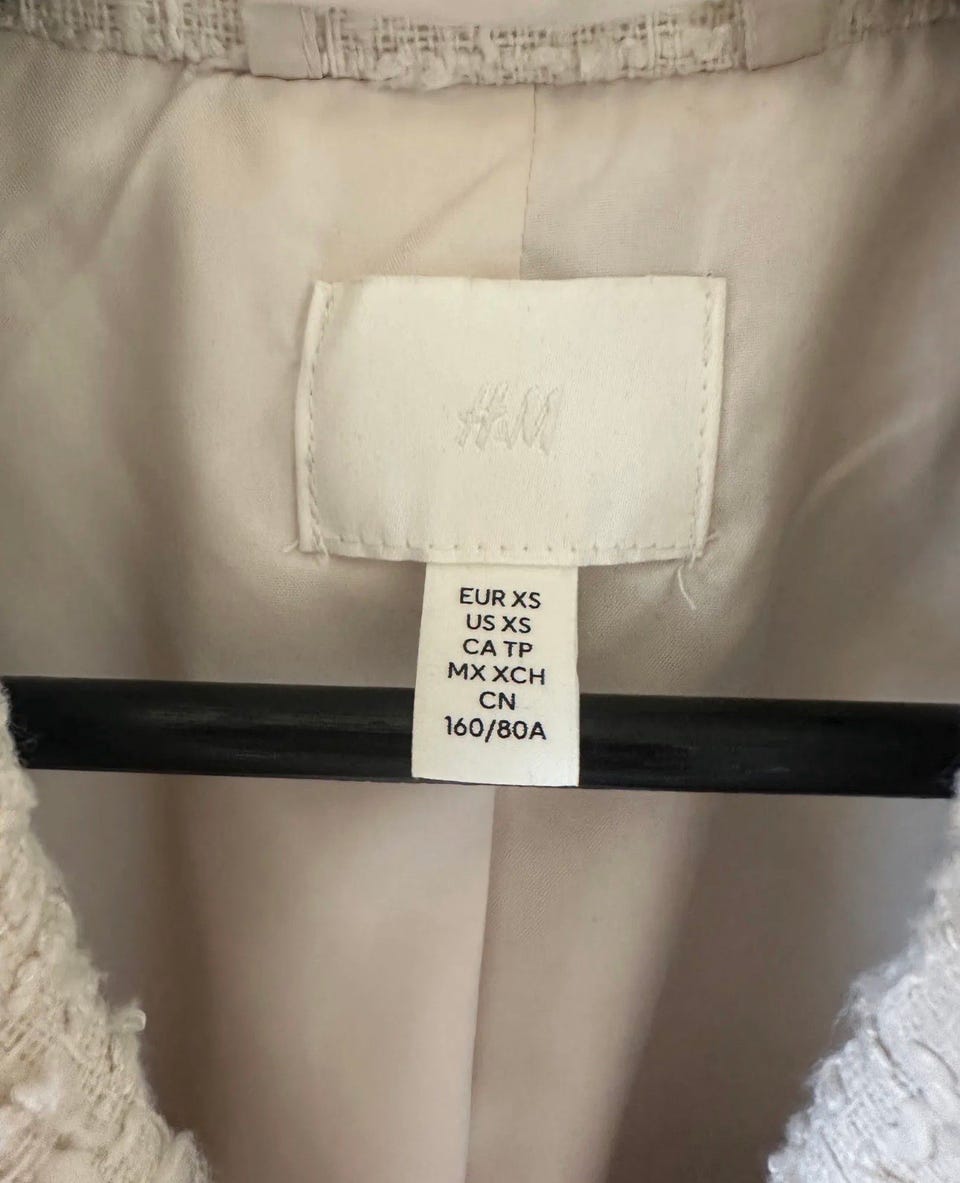 H&M
EUR XS
US XS
CA TP
MX XCH
CN
160/80A